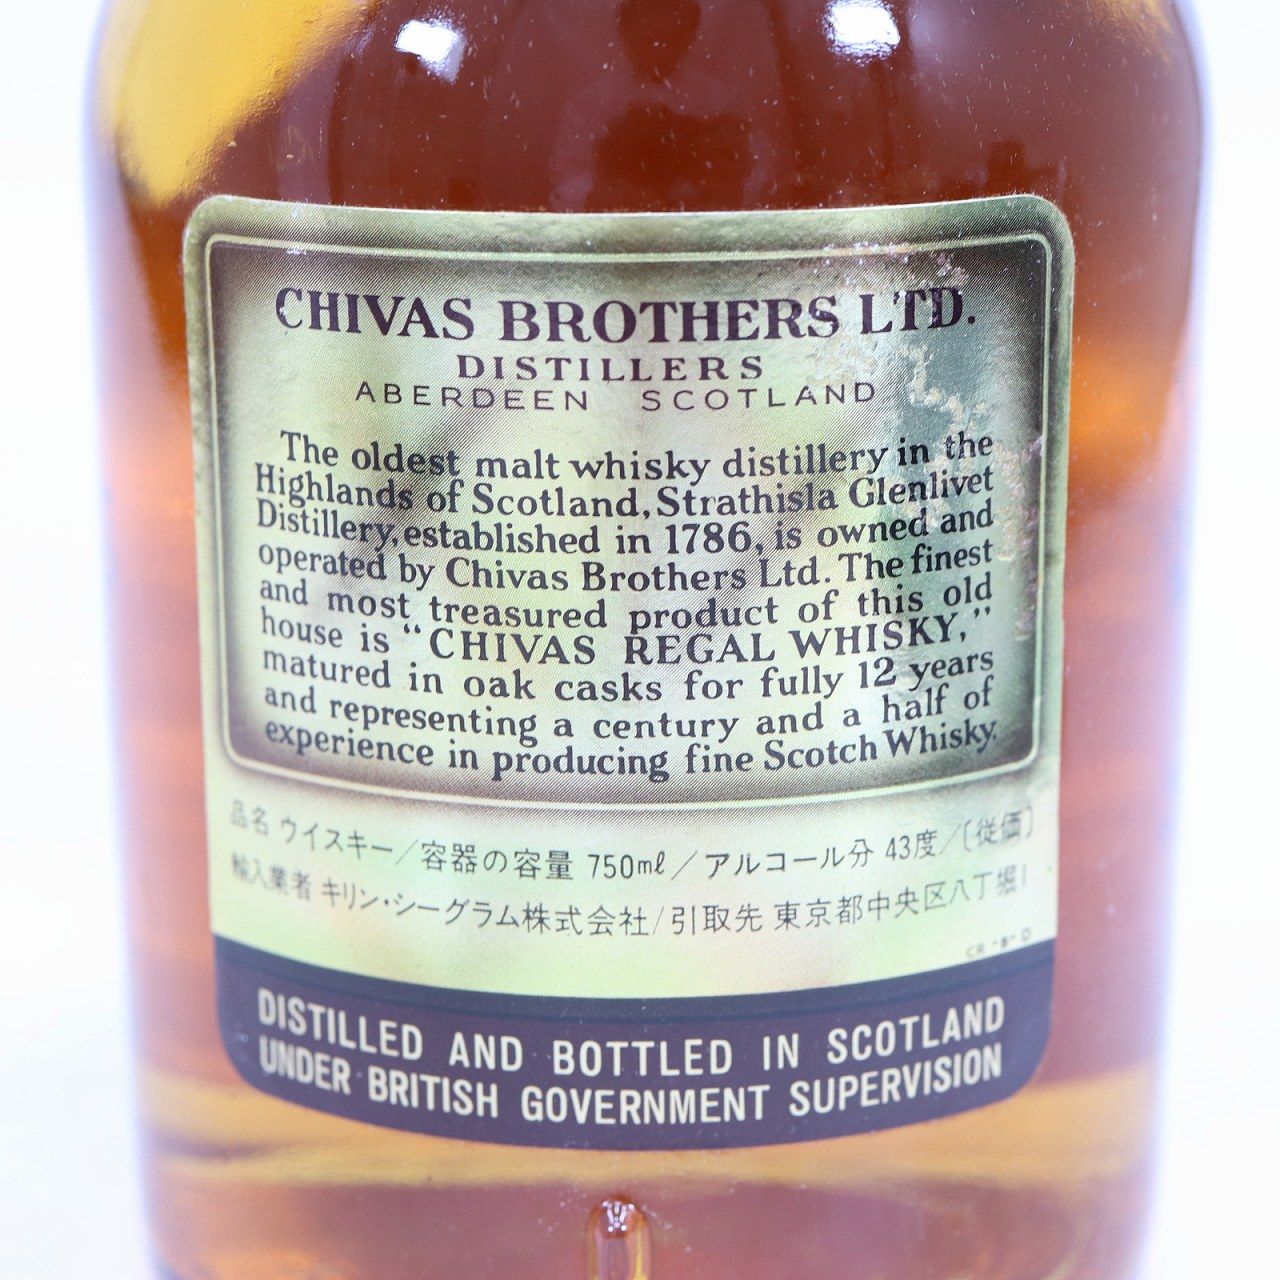 CHIVAS BROTHERS LTD.
DISTILLERS
ABERDEEN SCOTLAND
The oldest malt whisky distillery in the
Highlands of Scotland, Strathisla Glenlivet
Distillery, established in 1786, is owned and
operated by Chivas Brothers Ltd. The finest
and most treasured product of this old
house is “CHIVAS REGAL WHISKY,”
matured in oak casks for fully 12 years
and representing a century and a half of
experience in producing fine Scotch Whisky.
品名 ウイスキー/容器の容量 750mℓ/アルコール分 43度/〔従価〕
輸入業者 キリン・シーグラム株式会社/引取先 東京都中央区八丁堀1
CR "B" D
DISTILLED AND BOTTLED IN SCOTLAND
UNDER BRITISH GOVERNMENT SUPERVISION